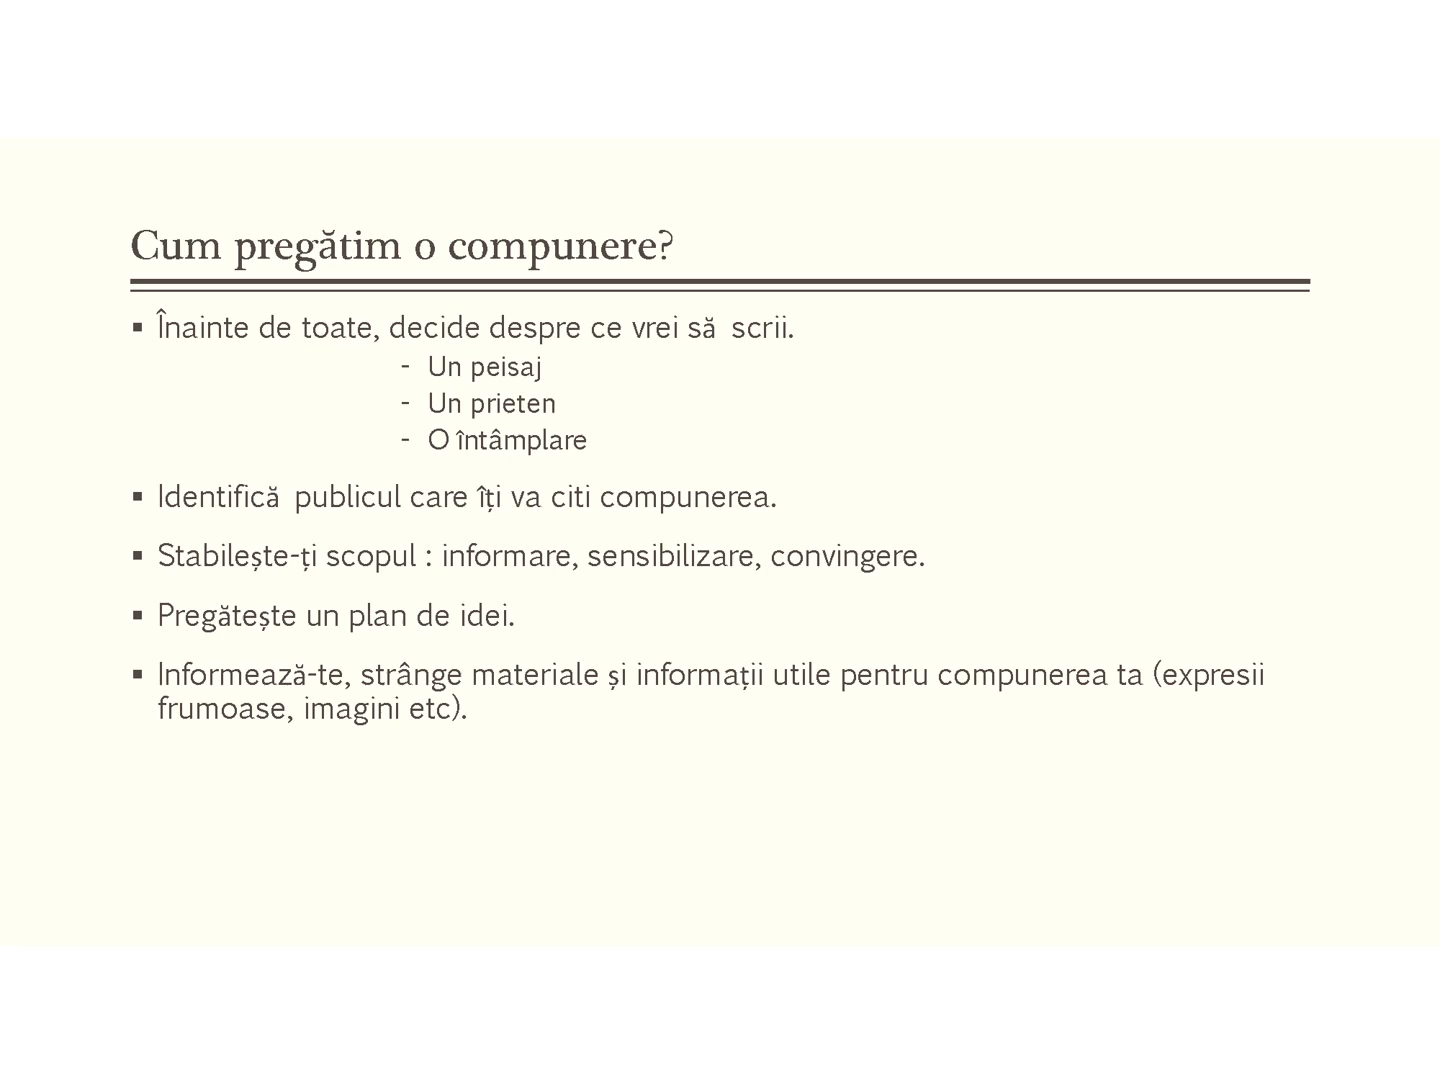 Cum pregătim o compunere?
▪ Înainte de toate, decide despre ce vrei să scrii.
- Un peisaj
- Un prieten
- O întâmplare
▪ Identifică publicul care îți va citi compunerea.
▪ Stabilește-ți scopul : informare, sensibilizare, convingere.
▪ Pregătește un plan de idei.
▪ Informează-te, strânge materiale și informații utile pentru compunerea ta (expresii
frumoase, imagini etc).